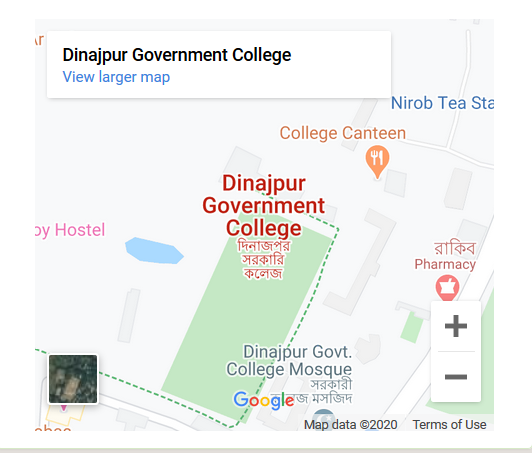 Dinajpur Government College
View larger map
Nirob Tea Sta
College Canteen
Dinajpur
Government
College
দিনাজপুর
সরকারি
কলেজ
oy Hostel
রাকিব
Pharmacy
+
−
Dinajpur Govt.
College Mosque
সরকারী
জ মসজিদ
Google
Map data ©2020 Terms of Use